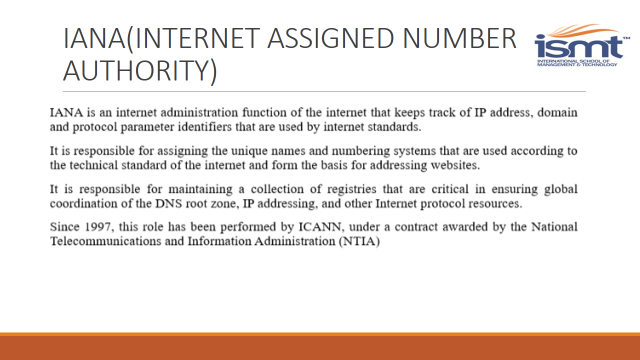 IANA(INTERNET ASSIGNED NUMBER
AUTHORITY)
ismt™
INTERNATIONAL SCHOOL OF
MANAGEMENT & TECHNOLOGY
IANA is an internet administration function of the internet that keeps track of IP address, domain
and protocol parameter identifiers that are used by internet standards.
It is responsible for assigning the unique names and numbering systems that are used according to
the technical standard of the internet and form the basis for addressing websites.
It is responsible for maintaining a collection of registries that are critical in ensuring global
coordination of the DNS root zone, IP addressing, and other Internet protocol resources.
Since 1997, this role has been performed by ICANN, under a contract awarded by the National
Telecommunications and Information Administration (NTIA)